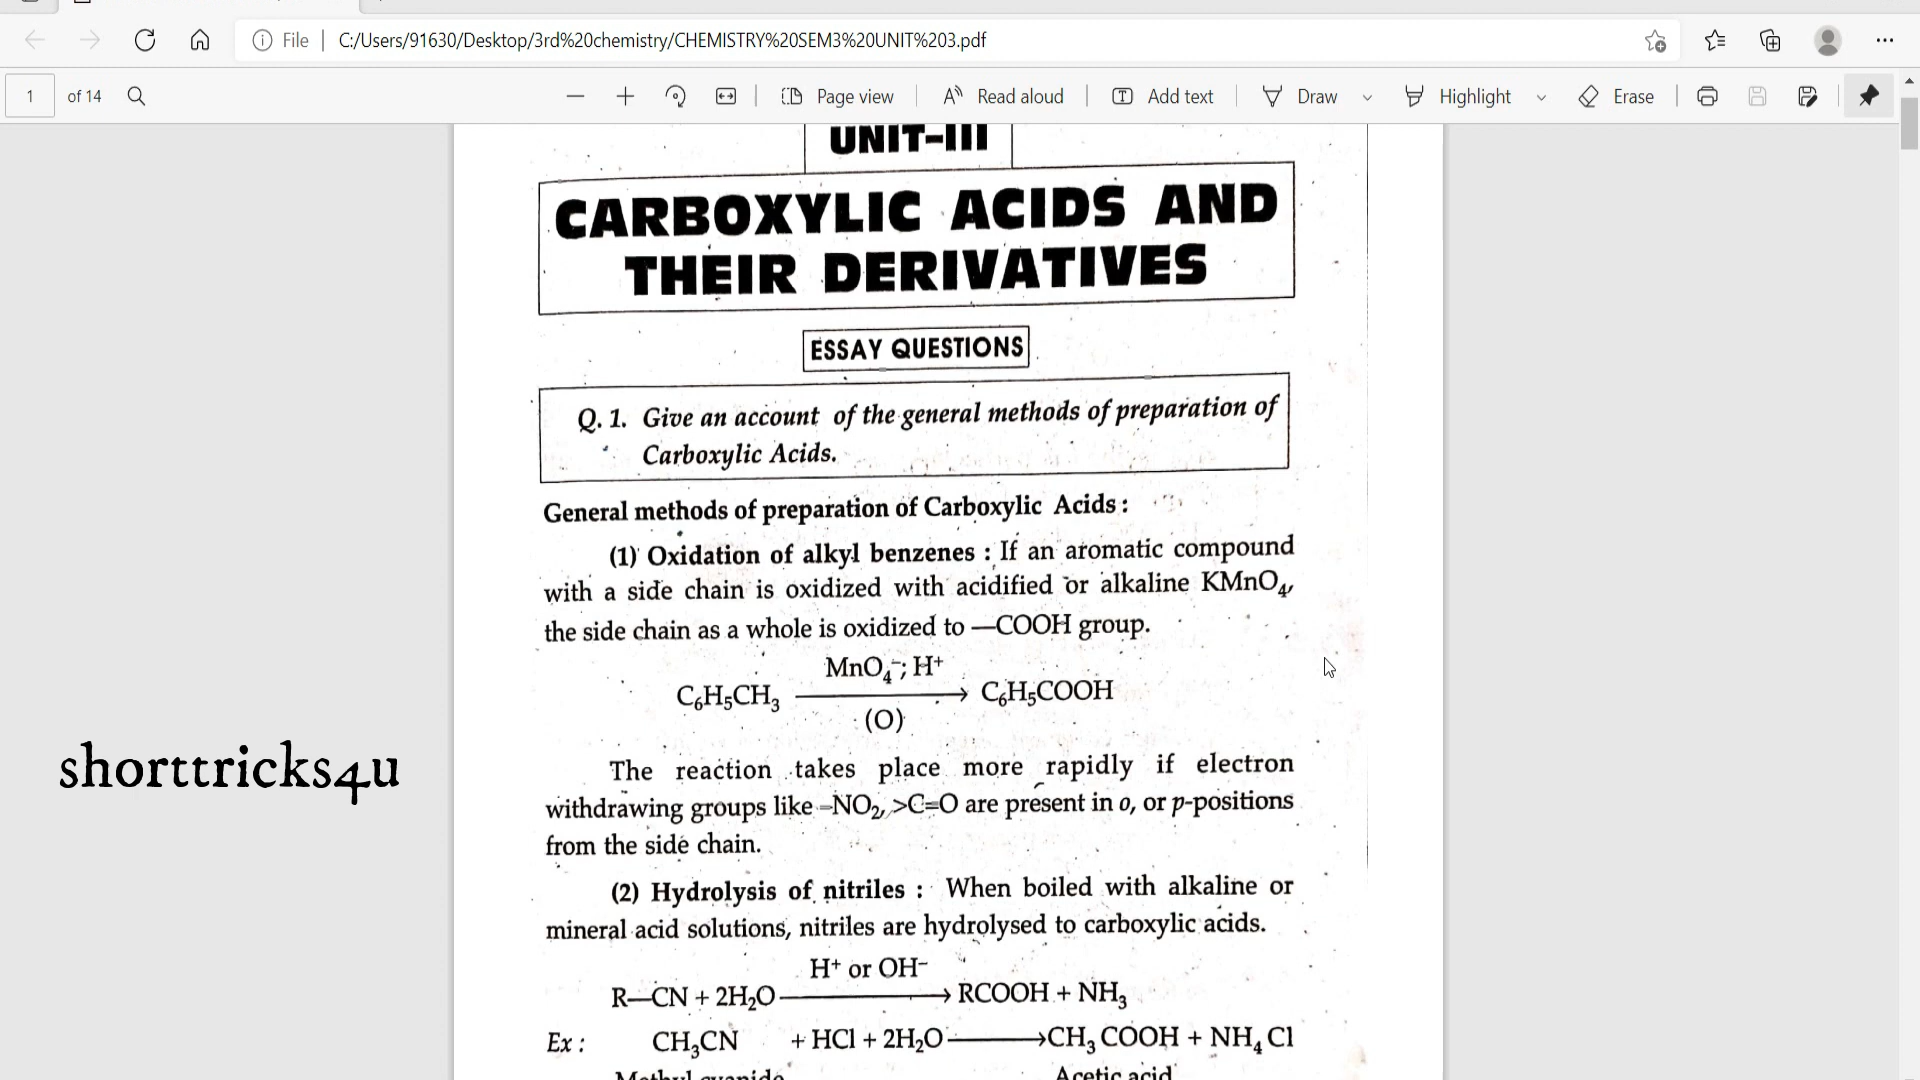 File
C:/Users/91630/Desktop/3rd%20chemistry/CHEMISTRY%20SEM3%20UNIT%203.pdf
1 of 14
Page view
Read aloud
Add text
Draw
Highlight
Erase
UNIT-III
CARBOXYLIC ACIDS AND
THEIR DERIVATIVES
ESSAY QUESTIONS
Q. 1. Give an account of the general methods of preparation of
Carboxylic Acids.
General methods of preparation of Carboxylic Acids :
(1) Oxidation of alkyl benzenes : If an aromatic compound
with a side chain is oxidized with acidified or alkaline KMnO₄,
the side chain as a whole is oxidized to —COOH group.
MnO₄⁻; H⁺
C₆H₅CH₃ ⟶ C₆H₅COOH
(O)
The reaction takes place more rapidly if electron
withdrawing groups like –NO₂, >C=O are present in o, or p-positions
from the side chain.
(2) Hydrolysis of nitriles : When boiled with alkaline or
mineral acid solutions, nitriles are hydrolysed to carboxylic acids.
H⁺ or OH⁻
R—CN + 2H₂O ⟶ RCOOH + NH₃
Ex : CH₃CN + HCl + 2H₂O ⟶ CH₃ COOH + NH₄ Cl
Methyl cyanide Acetic acid
shorttricks4u